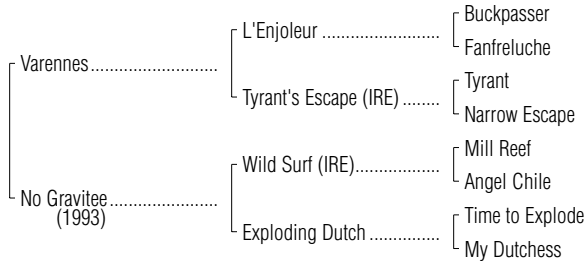 Buckpasser
L'Enjoleur ...............................
Fanfreluche
Varennes.................................
Tyrant
Tyrant's Escape (IRE) ........
Narrow Escape
Mill Reef
Wild Surf (IRE)......................
Angel Chile
No Gravitee............................
(1993)
Time to Explode
Exploding Dutch ..................
My Dutchess